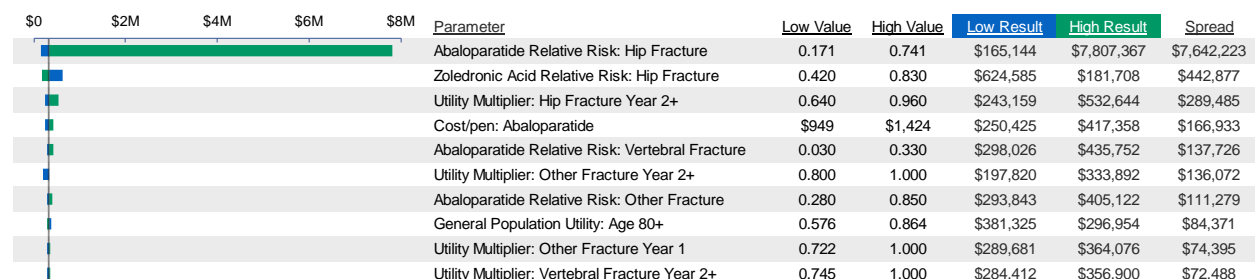 $0 $2M $4M $6M $8M Parameter Low Value High Value Low Result High Result Spread
Abaloparatide Relative Risk: Hip Fracture 0.171 0.741 $165,144 $7,807,367 $7,642,223
Zoledronic Acid Relative Risk: Hip Fracture 0.420 0.830 $624,585 $181,708 $442,877
Utility Multiplier: Hip Fracture Year 2+ 0.640 0.960 $243,159 $532,644 $289,485
Cost/pen: Abaloparatide $949 $1,424 $250,425 $417,358 $166,933
Abaloparatide Relative Risk: Vertebral Fracture 0.030 0.330 $298,026 $435,752 $137,726
Utility Multiplier: Other Fracture Year 2+ 0.800 1.000 $197,820 $333,892 $136,072
Abaloparatide Relative Risk: Other Fracture 0.280 0.850 $293,843 $405,122 $111,279
General Population Utility: Age 80+ 0.576 0.864 $381,325 $296,954 $84,371
Utility Multiplier: Other Fracture Year 1 0.722 1.000 $289,681 $364,076 $74,395
Utility Multiplier: Vertebral Fracture Year 2+ 0.745 1.000 $284,412 $356,900 $72,488